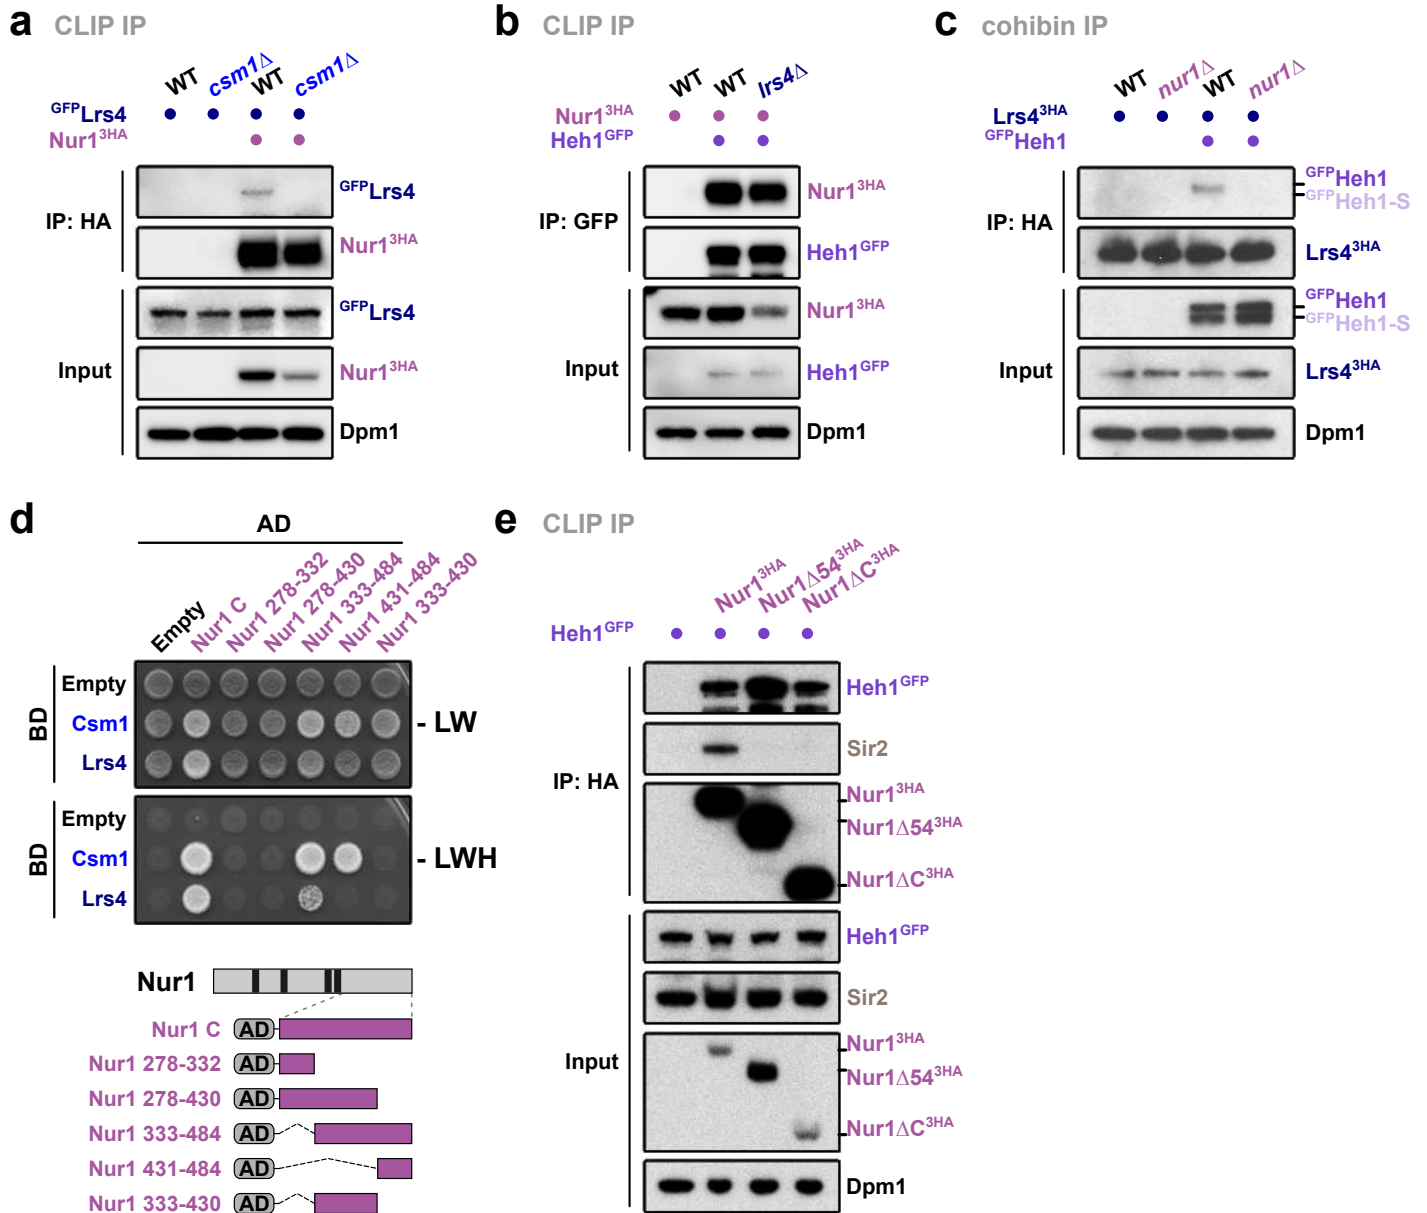 a CLIP IP
WT csm1Δ WT csm1Δ
GFPLrs4
Nur13HA
IP: HA
GFPLrs4
Nur13HA
Input
GFPLrs4
Nur13HA
Dpm1
b CLIP IP
WT WT lrs4Δ
Nur13HA
Heh1GFP
IP: GFP
Nur13HA
Heh1GFP
Input
Nur13HA
Heh1GFP
Dpm1
c cohibin IP
WT nur1Δ WT nur1Δ
Lrs43HA
GFPHeh1
IP: HA
GFPHeh1
GFPHeh1-S
Lrs43HA
Input
GFPHeh1
GFPHeh1-S
Lrs43HA
Dpm1
d
AD
Empty Nur1 C Nur1 278-332 Nur1 278-430 Nur1 333-484 Nur1 431-484 Nur1 333-430
BD
Empty
Csm1 - LW
Lrs4
BD
Empty
Csm1 - LWH
Lrs4
Nur1
Nur1 C AD
Nur1 278-332 AD
Nur1 278-430 AD
Nur1 333-484 AD
Nur1 431-484 AD
Nur1 333-430 AD
e CLIP IP
Nur13HA Nur1Δ543HA Nur1ΔC3HA
Heh1GFP
IP: HA
Heh1GFP
Sir2
Nur13HA
Nur1Δ543HA
Nur1ΔC3HA
Input
Heh1GFP
Sir2
Nur13HA
Nur1Δ543HA
Nur1ΔC3HA
Dpm1